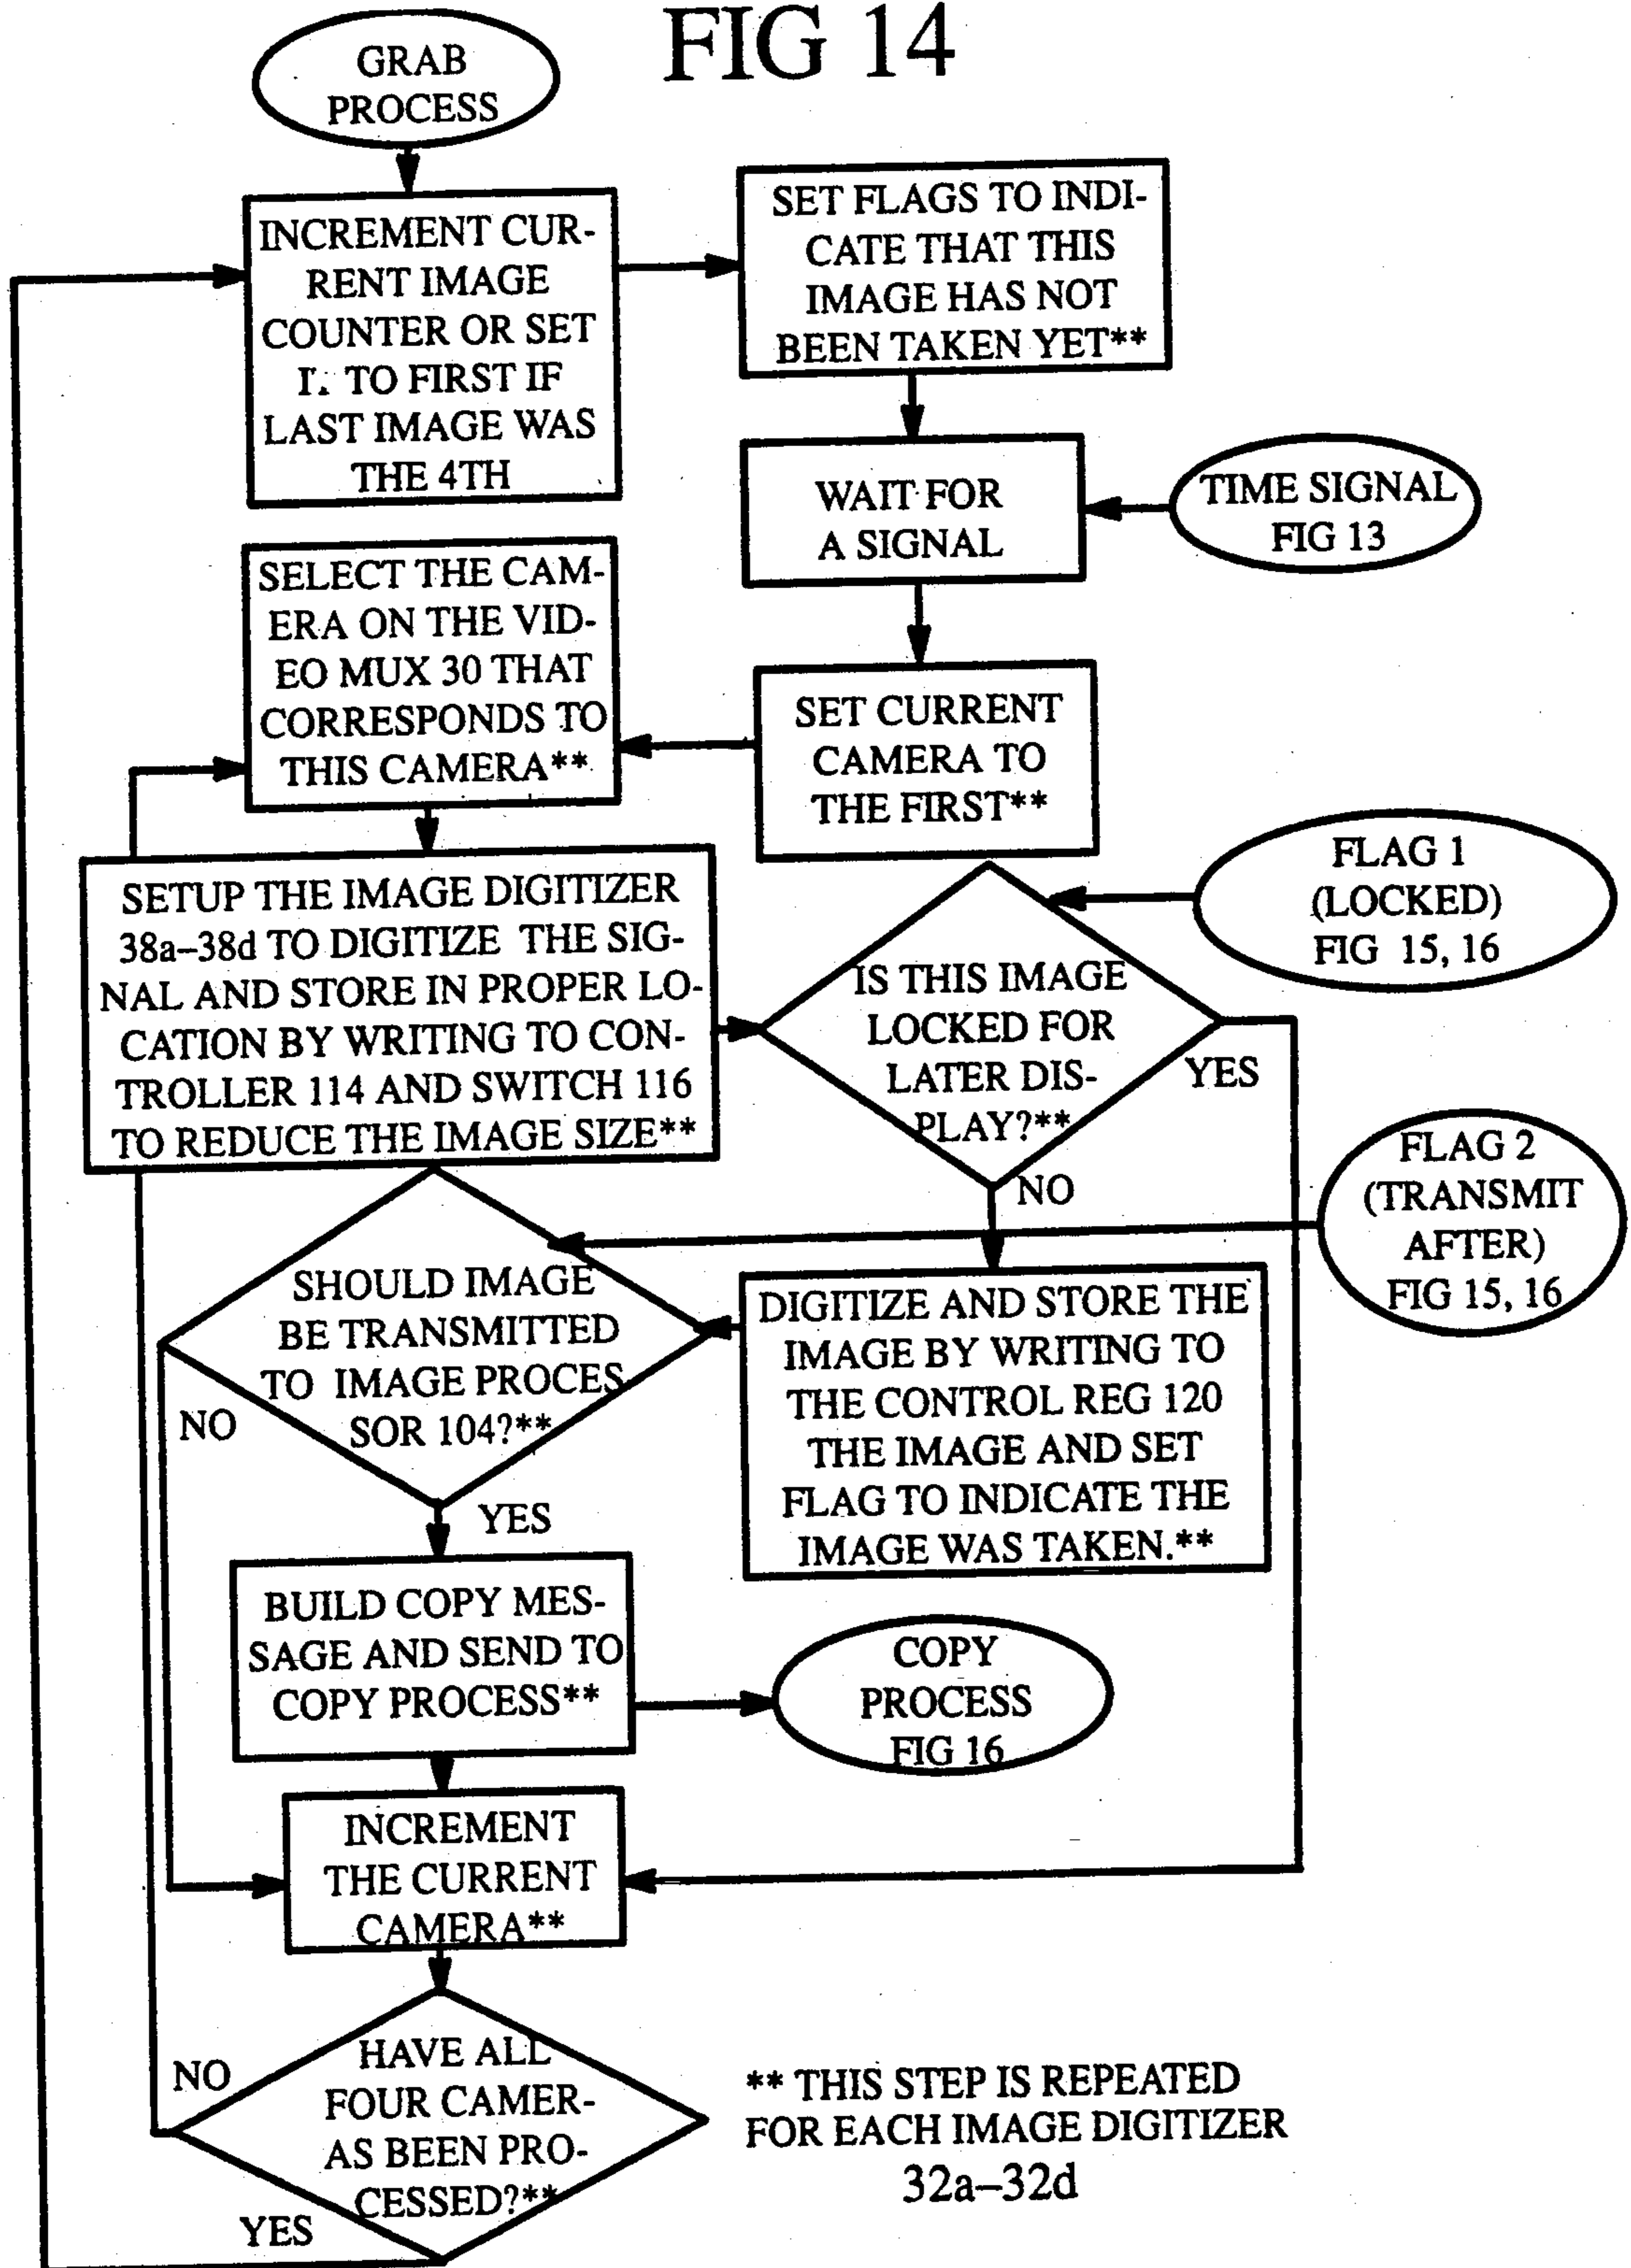 FIG 14
GRAB
PROCESS
INCREMENT CUR-
RENT IMAGE
COUNTER OR SET
TO FIRST IF
LAST IMAGE WAS
THE 4TH
SET FLAGS TO INDI-
CATE THAT THIS
IMAGE HAS NOT
BEEN TAKEN YET**
WAIT FOR
A SIGNAL
TIME SIGNAL
FIG 13
SELECT THE CAM-
ERA ON THE VID-
EO MUX 30 THAT
CORRESPONDS TO
THIS CAMERA**
SET CURRENT
CAMERA TO
THE FIRST**
FLAG 1
(LOCKED)
FIG 15, 16
SETUP THE IMAGE DIGITIZER
38a–38d TO DIGITIZE THE SIG-
NAL AND STORE IN PROPER LO-
CATION BY WRITING TO CON-
TROLLER 114 AND SWITCH 116
TO REDUCE THE IMAGE SIZE**
IS THIS IMAGE
LOCKED FOR
LATER DIS-
PLAY?**
YES
NO
FLAG 2
(TRANSMIT
AFTER)
FIG 15, 16
SHOULD IMAGE
BE TRANSMITTED
TO IMAGE PROCES
SOR 104?**
NO
YES
DIGITIZE AND STORE THE
IMAGE BY WRITING TO
THE CONTROL REG 120
THE IMAGE AND SET
FLAG TO INDICATE THE
IMAGE WAS TAKEN.**
BUILD COPY MES-
SAGE AND SEND TO
COPY PROCESS**
COPY
PROCESS
FIG 16
INCREMENT
THE CURRENT
CAMERA**
HAVE ALL
FOUR CAMER-
AS BEEN PRO-
CESSED?**
NO
YES
** THIS STEP IS REPEATED
FOR EACH IMAGE DIGITIZER
32a–32d